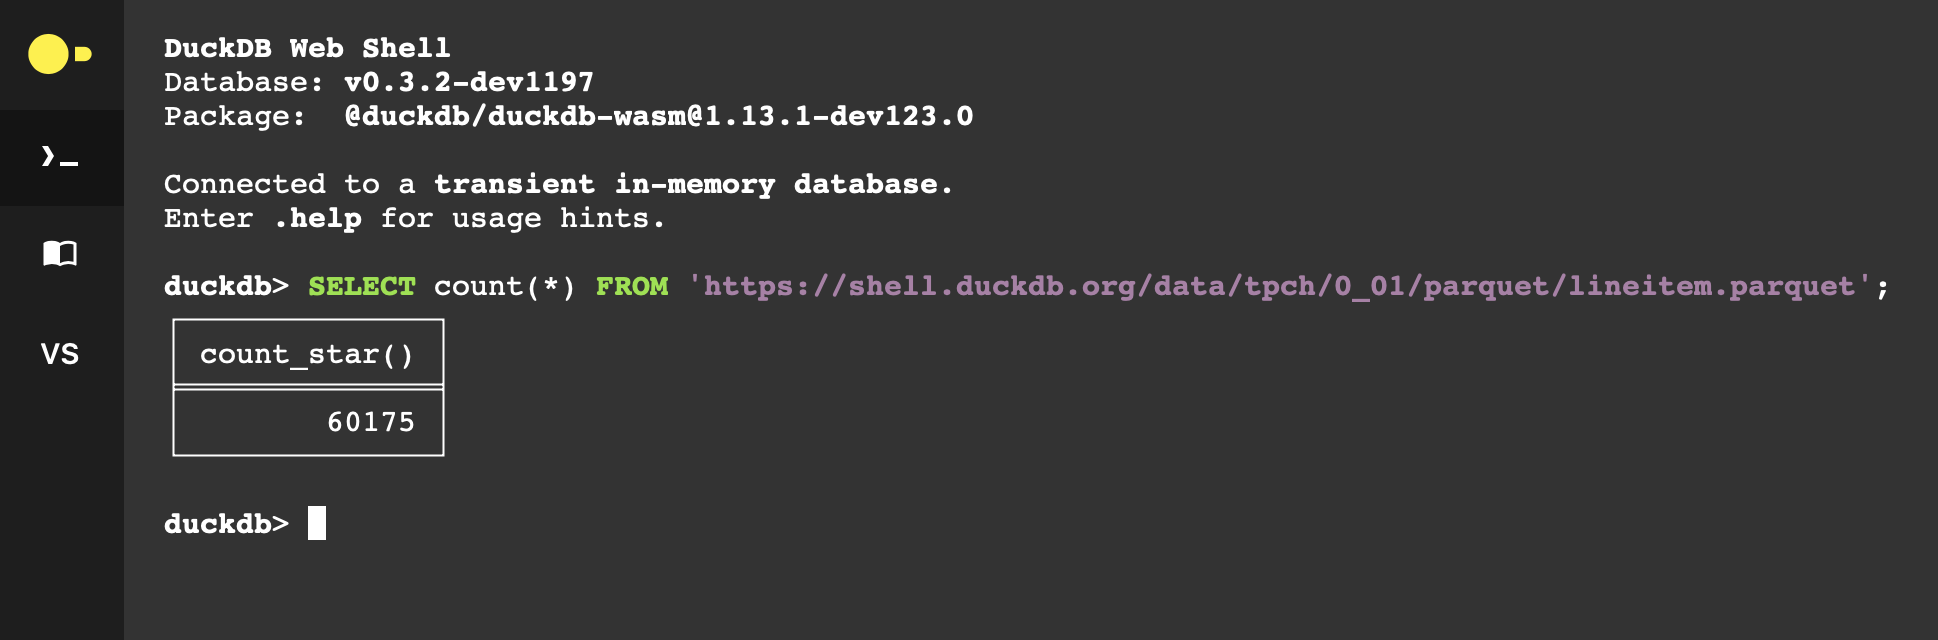 DuckDB Web Shell
Database: v0.3.2-dev1197
Package:  @duckdb/duckdb-wasm@1.13.1-dev123.0
Connected to a transient in-memory database.
Enter .help for usage hints.
duckdb> SELECT count(*) FROM 'https://shell.duckdb.org/data/tpch/0_01/parquet/lineitem.parquet';
count_star()
60175
duckdb>
VS